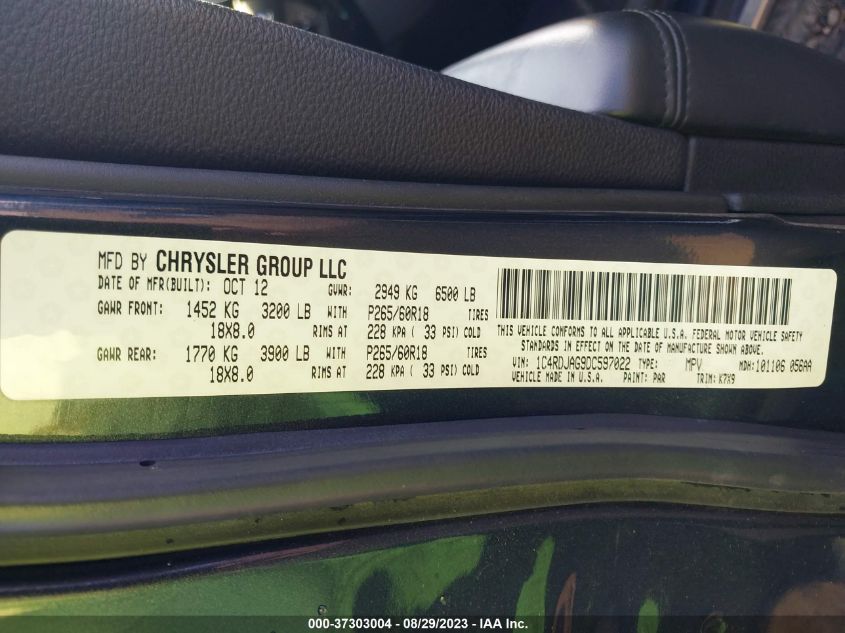 MFD BY CHRYSLER GROUP LLC
DATE OF MFR(BUILT): OCT 12 GVWR: 2949 KG 6500 LB
GAWR FRONT: 1452 KG 3200 LB WITH P265/60R18 TIRES
18X8.0 RIMS AT 228 KPA ( 33 PSI) COLD
GAWR REAR: 1770 KG 3900 LB WITH P265/60R18 TIRES
18X8.0 RIMS AT 228 KPA ( 33 PSI) COLD
THIS VEHICLE CONFORMS TO ALL APPLICABLE U.S.A. FEDERAL MOTOR VEHICLE SAFETY
STANDARDS IN EFFECT ON THE DATE OF MANUFACTURE SHOWN ABOVE.
VIN: 1C4RDJAG9DC597022 TYPE: MPV MDH:101106 056AA
VEHICLE MADE IN U.S.A. PAINT: PAR TRIM: K7X9
000-37303004 - 08/29/2023 - IAA Inc.